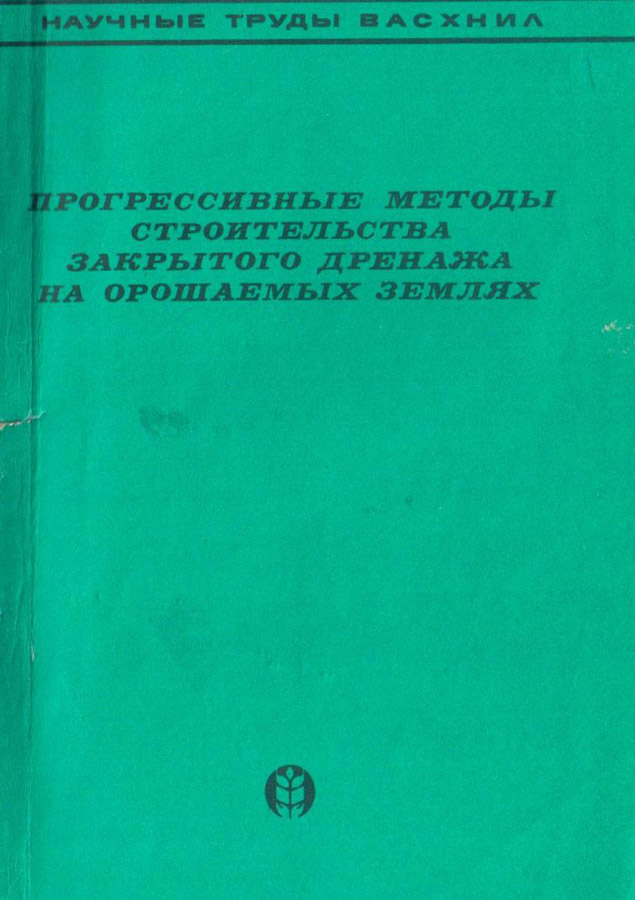 НАУЧНЫЕ ТРУДЫ ВАСХНИЛ
ПРОГРЕССИВНЫЕ МЕТОДЫ
СТРОИТЕЛЬСТВА
ЗАКРЫТОГО ДРЕНАЖА
НА ОРОШАЕМЫХ ЗЕМЛЯХ